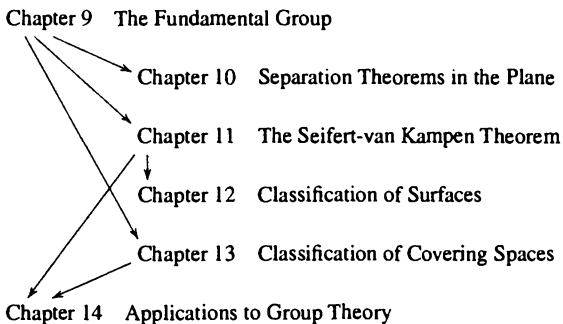 Chapter 9 The Fundamental Group
Chapter 10 Separation Theorems in the Plane
Chapter 11 The Seifert-van Kampen Theorem
Chapter 12 Classification of Surfaces
Chapter 13 Classification of Covering Spaces
Chapter 14 Applications to Group Theory